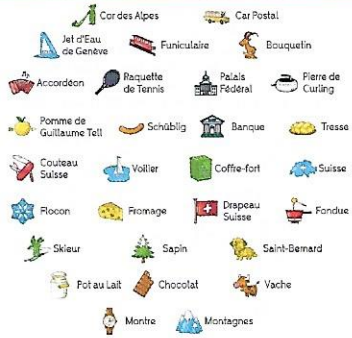 Cor des Alpes Car Postal
Jet d'Eau
de Genève Funiculaire Bouquetin
Accordéon Raquette
de Tennis Palais
Fédéral Pierre de
Curling
Pomme de
Guillaume Tell Schüblig Banque Tresse
Couteau
Suisse Voilier Coffre-fort Suisse
Flocon Fromage Drapeau
Suisse Fondue
Skieur Sapin Saint-Bernard
Pot au Lait Chocolat Vache
Montre Montagnes